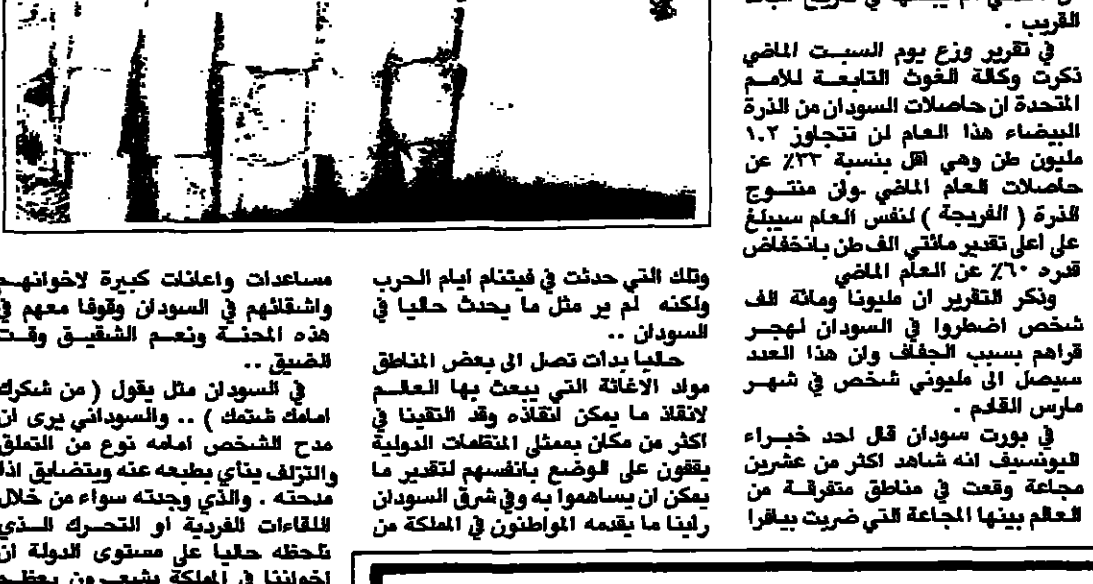 القريب .
في تقرير وزع يوم السبت الماضي
ذكرت وكالة الغوث التابعة للأمم
المتحدة ان حاصلات السودان من الذرة
البيضاء هذا العام لن تتجاوز ١.٢
مليون طن وهي اقل بنسبة ٣٣٪ عن
حاصلات العام الماضي .وان منتوج
الذرة ( الفريجة ) لنفس العام سيبلغ
على اعلى تقدير مائتي الف طن بانخفاض
قدره ٦٠٪ عن العام الماضي
وذكر التقرير ان مليونا ومائة الف
شخص اضطروا في السودان لهجر
قراهم بسبب الجفاف وان هذا العدد
سيصل الى مليوني شخص في شهر
مارس القادم .
في بورت سودان قال احد خبراء
اليونسيف انه شاهد اكثر من عشرين
مجاعة وقعت في مناطق متفرقة من
العالم بينها المجاعة التي ضربت بيافرا
وتلك التي حدثت في فيتنام ايام الحرب
ولكنه لم ير مثل ما يحدث حاليا في
السودان ..
حاليا بدأت تصل الى بعض المناطق
مواد الاغاثة التي يبعث بها العالم
لانقاذ ما يمكن انقاذه وقد التقينا في
اكثر من مكان بممثلي المنظمات الدولية
يقفون على الوضع بانفسهم لتقدير ما
يمكن ان يساهموا به وفي شرق السودان
رأينا ما يقدمه المواطنون في المملكة من
مساعدات واعانات كبيرة لاخوانهم
واشقائهم في السودان وقوفا معهم في
هذه المحنة ونعم الشقيق وقت
الضيق ..
في السودان مثل يقول ( من شكرك
امامك شتمك ) .. والسوداني يرى ان
مدح الشخص امامه نوع من التملق
والتزلف ينأي بطبعه عنه ويتضايق اذا
مدحته . والذي وجدته سواء من خلال
اللقاءات الفردية او التحرك الذي
نلحظه حاليا على مستوى الدولة ان
اخواننا في المملكة يشعرون بعظم